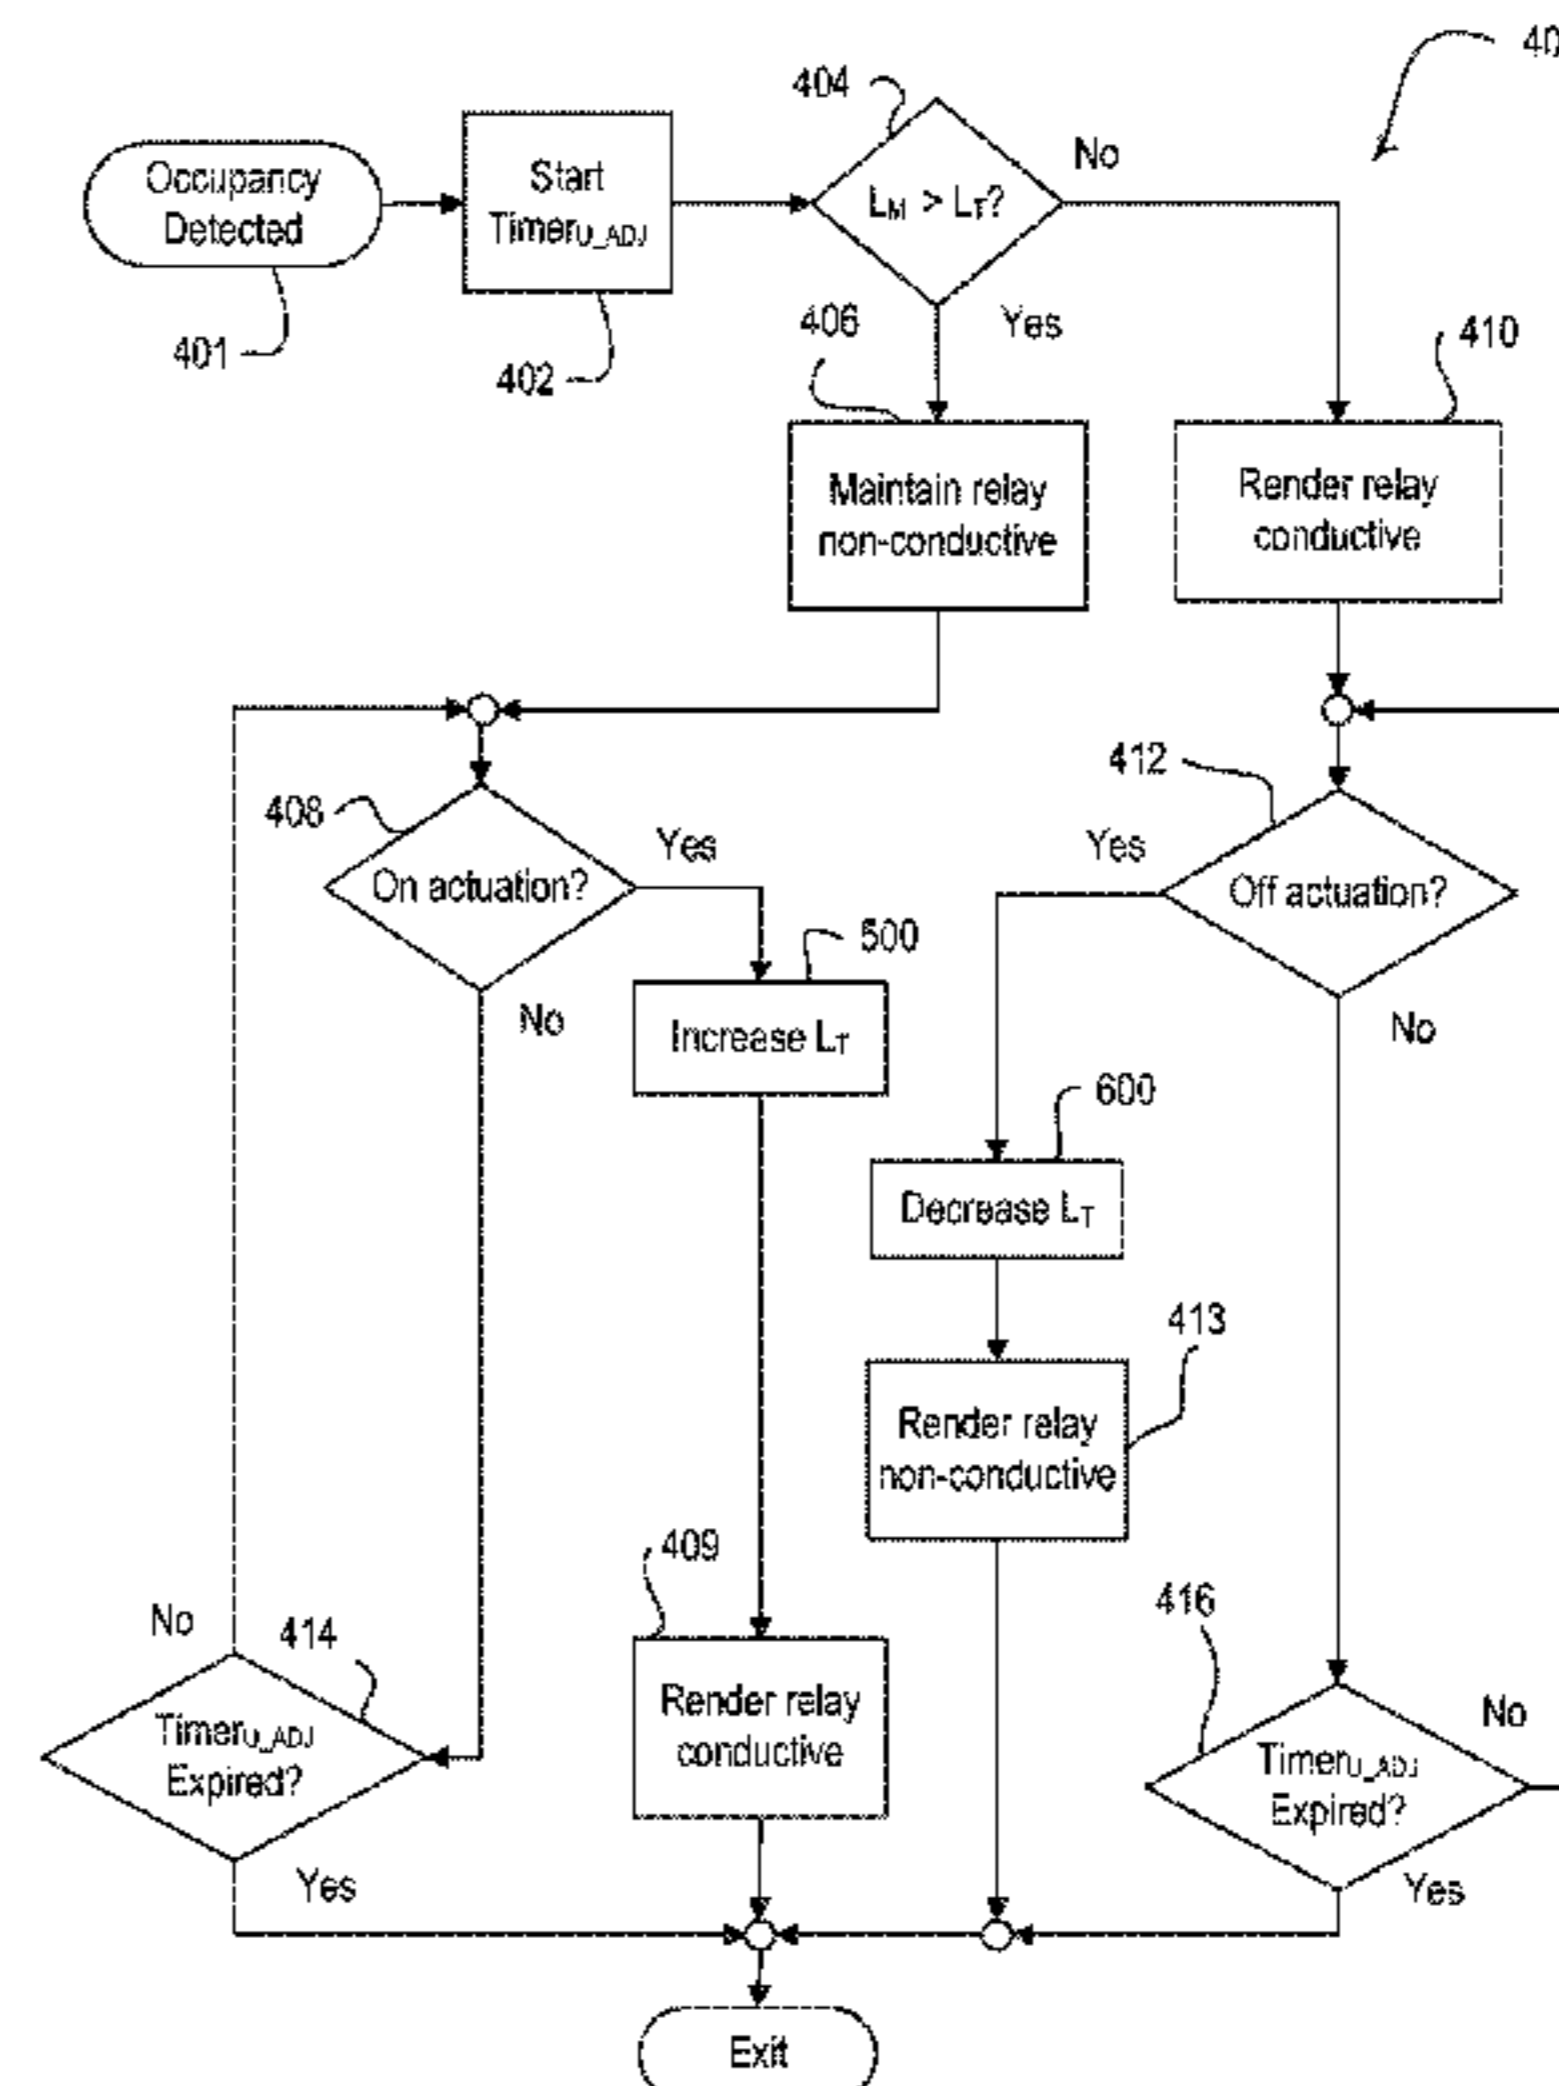 40
404
Occupancy
Detected
401
Start
TimerU_ADJ
402
LM > LT?
No
Yes
406
Maintain relay
non-conductive
410
Render relay
conductive
408
On actuation?
Yes
No
412
Off actuation?
Yes
No
500
Increase LT
600
Decrease LT
413
Render relay
non-conductive
409
Render relay
conductive
No
414
TimerU_ADJ
Expired?
Yes
416
TimerU_ADJ
Expired?
No
Yes
Exit